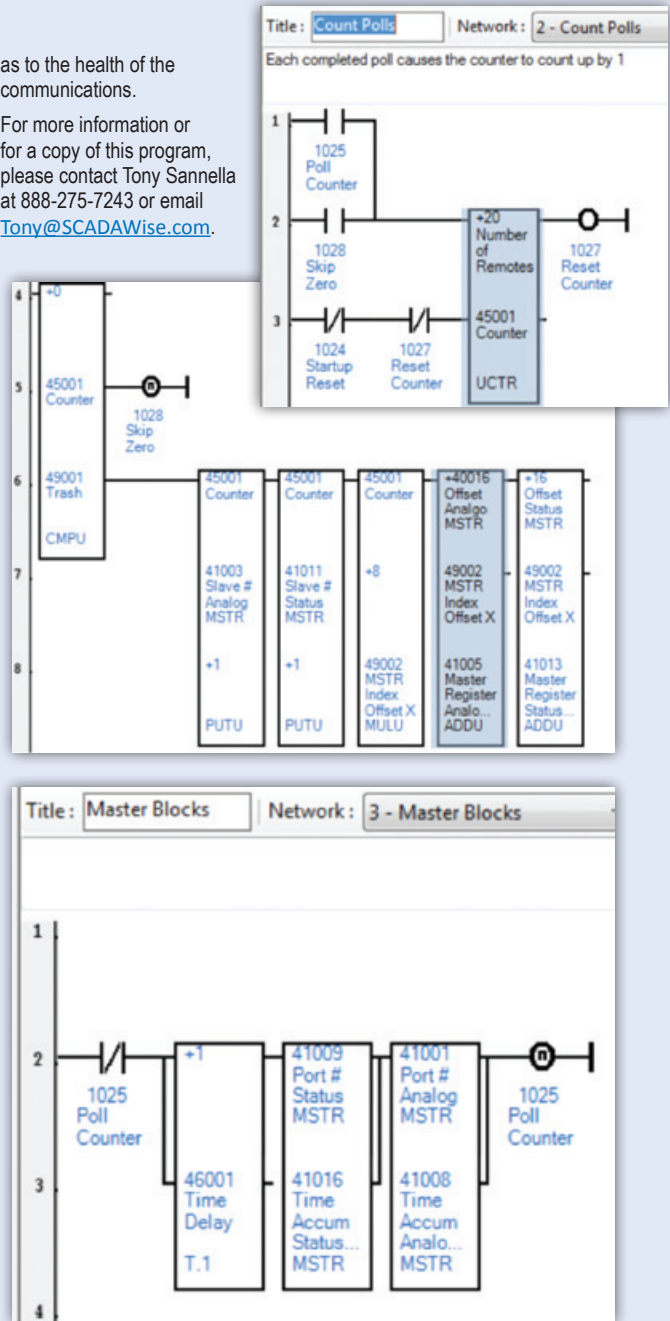 as to the health of the
communications.
For more information or
for a copy of this program,
please contact Tony Sannella
at 888-275-7243 or email
Tony@SCADAWise.com.
Title : Count Polls Network : 2 - Count Polls
Each completed poll causes the counter to count up by 1
1
1025
Poll
Counter
2
1028
Skip
Zero
+20
Number
of
Remotes
1027
Reset
Counter
3
1024
Startup
Reset
1027
Reset
Counter
45001
Counter
UCTR
4
+0
5
45001
Counter
1028
Skip
Zero
6
49001
Trash
CMPU
45001
Counter
41003
Slave #
Analog
MSTR
+1
PUTU
45001
Counter
41011
Slave #
Status
MSTR
+1
PUTU
45001
Counter
+8
49002
MSTR
Index
Offset X
MULU
+40016
Offset
Analgo
MSTR
49002
MSTR
Index
Offset X
41005
Master
Register
Analo...
ADDU
+16
Offset
Status
MSTR
49002
MSTR
Index
Offset X
41013
Master
Register
Status...
ADDU
7
8
Title : Master Blocks Network : 3 - Master Blocks
1
2
1025
Poll
Counter
+1
46001
Time
Delay
T.1
41009
Port #
Status
MSTR
41016
Time
Accum
Status...
MSTR
41001
Port #
Analog
MSTR
41008
Time
Accum
Analo...
MSTR
n
1025
Poll
Counter
3
4